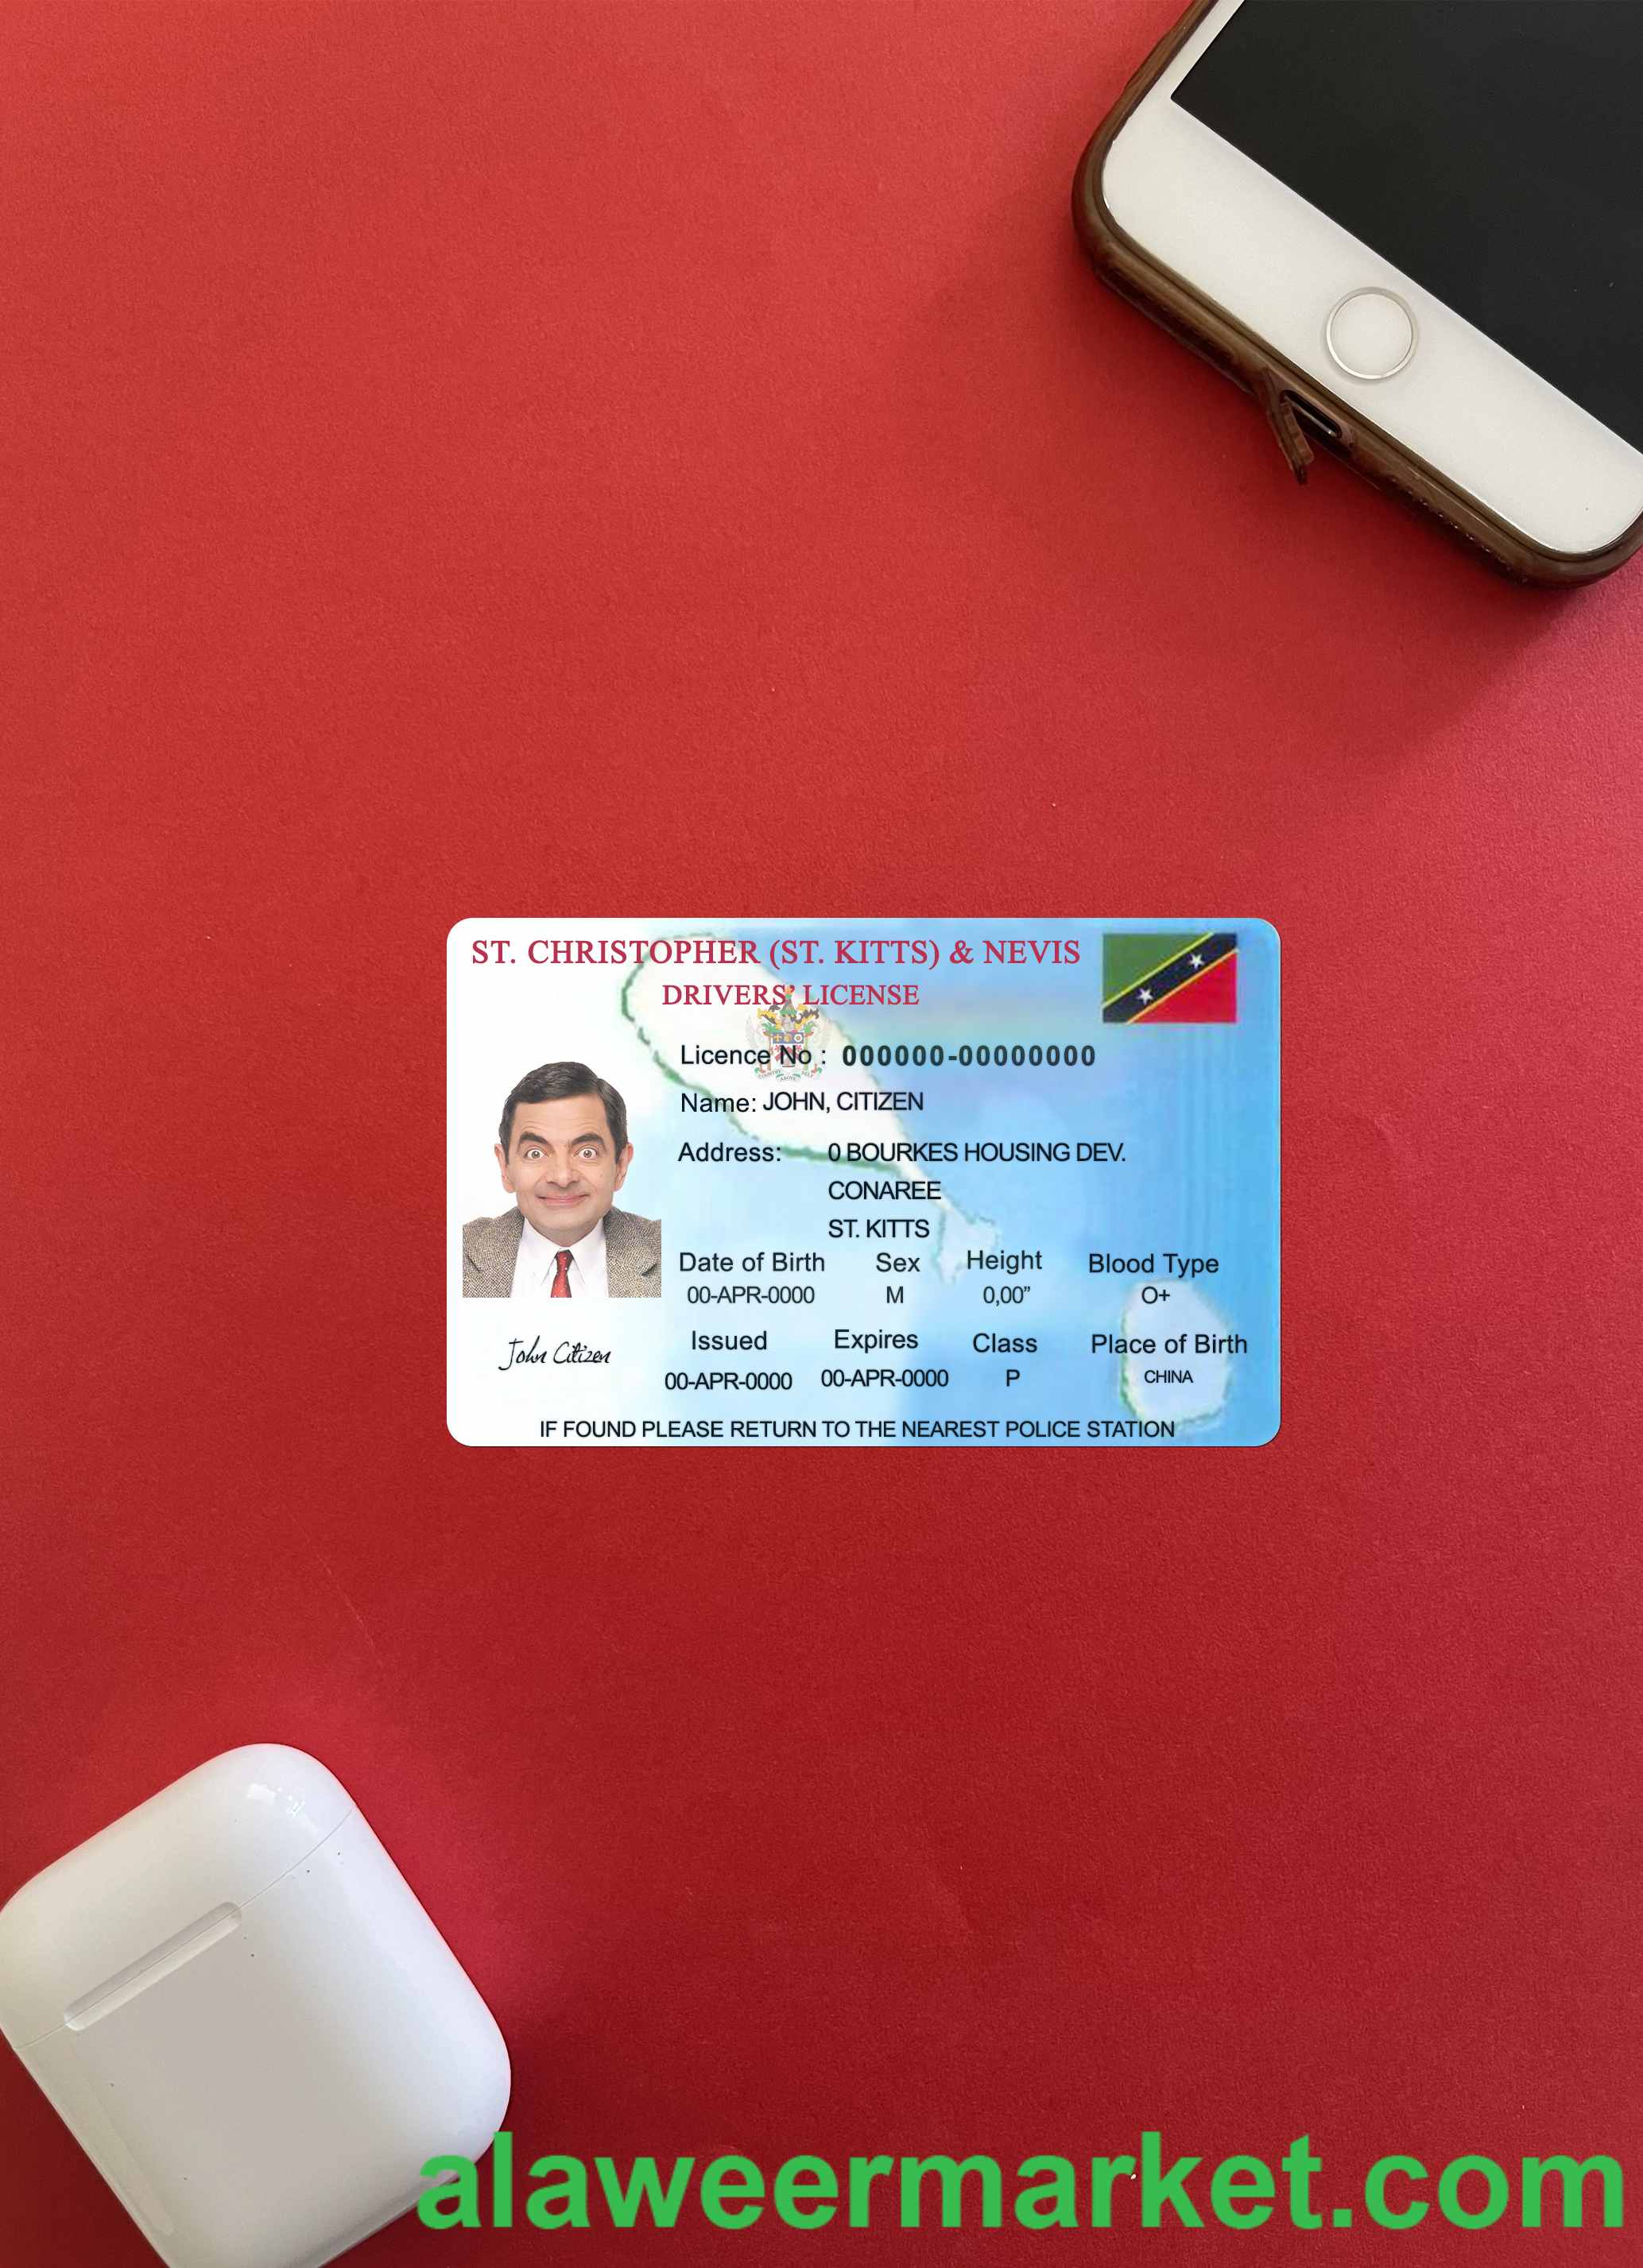 ST. CHRISTOPHER (ST. KITTS) & NEVIS
DRIVERS' LICENSE
Licence No : 000000-00000000
Name: JOHN, CITIZEN
Address: 0 BOURKES HOUSING DEV.
CONAREE
ST. KITTS
Date of Birth Sex Height Blood Type
00-APR-0000 M 0,00” O+
John Citizen
Issued Expires Class Place of Birth
00-APR-0000 00-APR-0000 P CHINA
IF FOUND PLEASE RETURN TO THE NEAREST POLICE STATION
alaweermarket.com